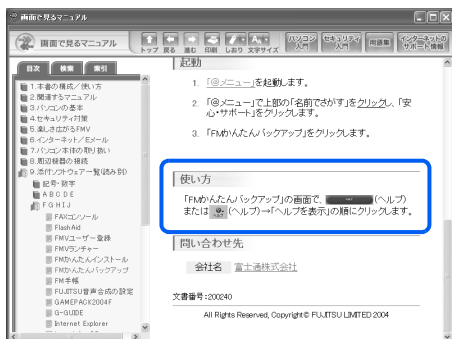 画面で見るマニュアル
画面で見るマニュアル
トップ 戻る 進む 印刷 しおり 文字サイズ
パソコン入門
セキュリティ入門
問題集
インターネットのサポート情報
目次 検索 索引
1.本書の構成／使い方
2.関連するマニュアル
3.パソコンの基本
4.セキュリティ対策
5.楽しさ広がるFMV
6.インターネット／Eメール
7.パソコン本体の取り扱い
8.周辺機器の接続
9.添付ソフトウェア一覧(読み別)
記号・数字
A B C D E
F G H I J
FAXコンソール
FlashAid
FMVユーザー登録
FMVランチャー
FMかんたんインストール
FMかんたんバックアップ
FM手帳
FUJITSU音声合成の設定
GAMEPACK2004F
G-GUIDE
Internet Explorer
起動
1. 「@メニュー」を起動します。
2. 「@メニュー」で上部の「名前でさがす」をクリックし、「安
心・サポート」をクリックします。
3. 「FMかんたんバックアップ」をクリックします。
使い方
「FMかんたんバックアップ」の画面で、(ヘルプ)
または(ヘルプ)→「ヘルプを表示」の順にクリックします。
問い合わせ先
会社名 富士通株式会社
文書番号:200240
All Rights Reserved, Copyright© FUJITSU LIMITED 2004